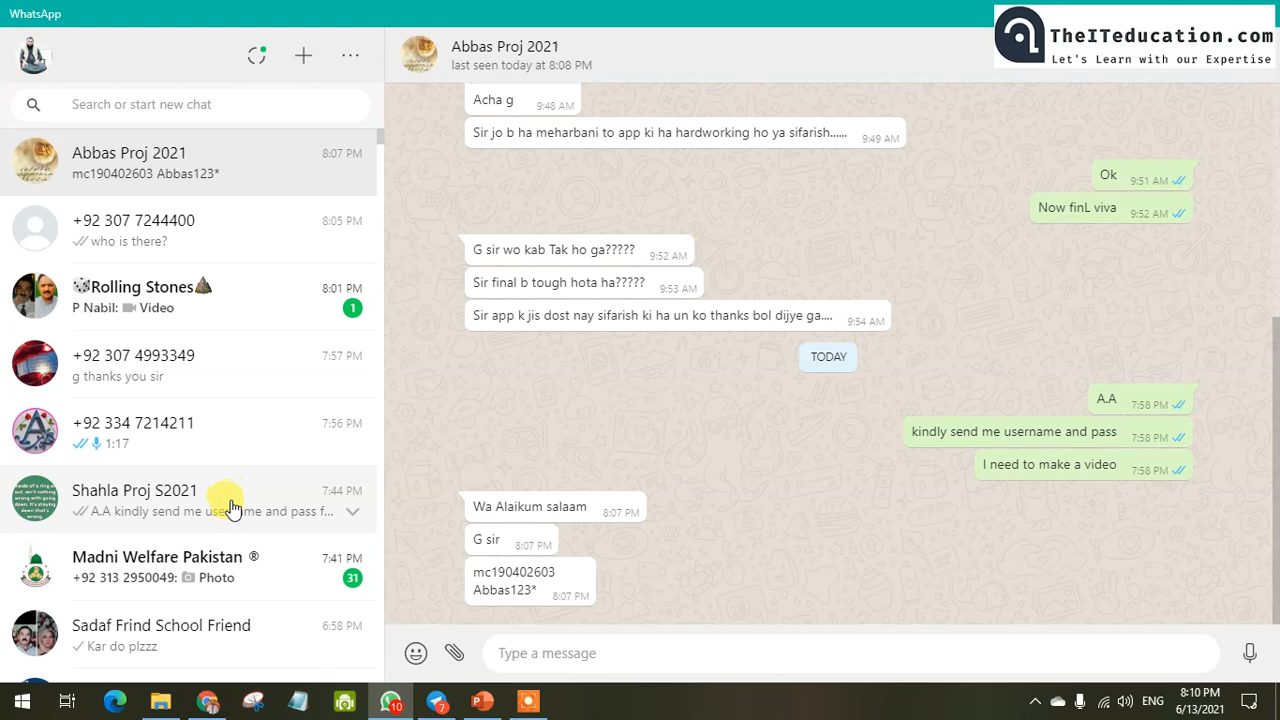 WhatsApp
TheITeducation.com
Let's Learn with our Expertise
Search or start new chat
Abbas Proj 2021
8:07 PM
mc190402603 Abbas123*
+92 307 7244400
8:05 PM
who is there?
Rolling Stones
8:01 PM
P Nabil: Video
1
+92 307 4993349
7:57 PM
g thanks you sir
+92 334 7214211
7:56 PM
1:17
Shahla Proj S2021
7:44 PM
A.A kindly send me username and pass f...
Madni Welfare Pakistan ®
7:41 PM
+92 313 2950049: Photo
31
Sadaf Frind School Friend
6:58 PM
Kar do plzzz
Abbas Proj 2021
last seen today at 8:08 PM
Acha g 9:48 AM
Sir jo b ha meharbani to app ki ha hardworking ho ya sifarish...... 9:49 AM
Ok 9:51 AM
Now finL viva 9:52 AM
G sir wo kab Tak ho ga????? 9:52 AM
Sir final b tough hota ha????? 9:53 AM
Sir app k jis dost nay sifarish ki ha un ko thanks bol dijye ga.... 9:54 AM
TODAY
A.A 7:58 PM
kindly send me username and pass 7:58 PM
I need to make a video 7:58 PM
Wa Alaikum salaam 8:07 PM
G sir 8:07 PM
mc190402603
Abbas123* 8:07 PM
Type a message
10
7
ENG
8:10 PM
6/13/2021